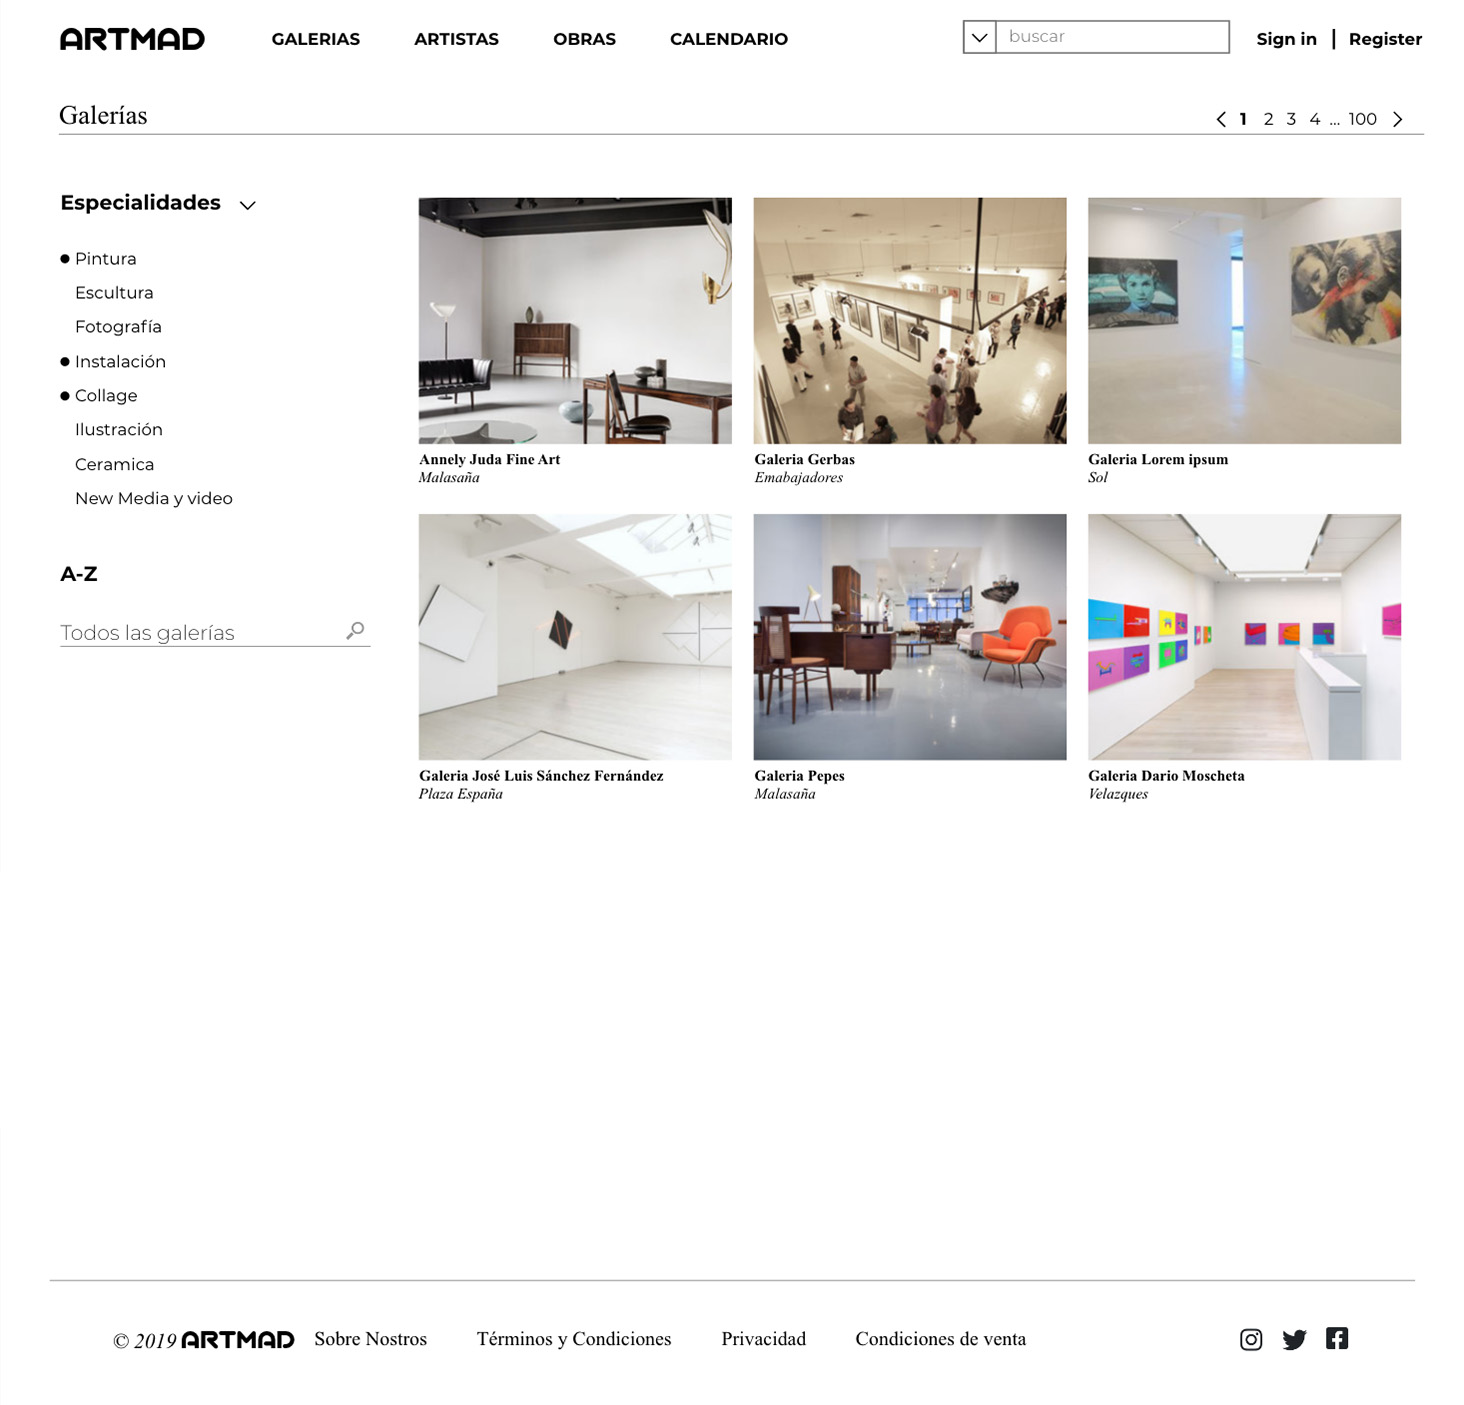 ARTMAD GALERIAS ARTISTAS OBRAS CALENDARIO buscar Sign in | Register
Galerías 1 2 3 4 ... 100
Especialidades
Pintura
Escultura
Fotografía
Instalación
Collage
Ilustración
Ceramica
New Media y video
A-Z
Todos las galerías
Annely Juda Fine Art
Malasaña
Galeria Gerbas
Emabajadores
Galeria Lorem ipsum
Sol
Galeria José Luis Sánchez Fernández
Plaza España
Galeria Pepes
Malasaña
Galeria Dario Moscheta
Velazques
© 2019 ARTMAD Sobre Nostros Términos y Condiciones Privacidad Condiciones de venta